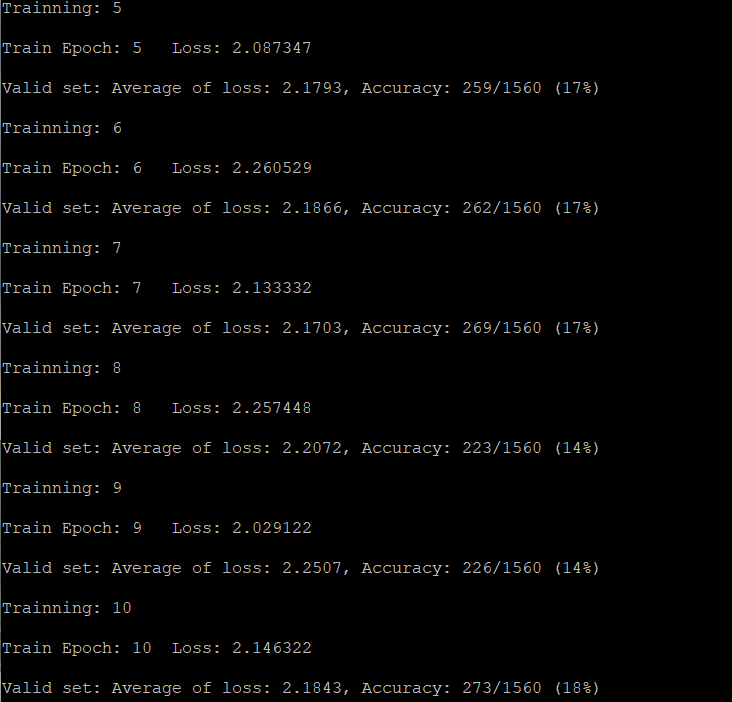 Trainning: 5
Train Epoch: 5   Loss: 2.087347
Valid set: Average of loss: 2.1793, Accuracy: 259/1560 (17%)
Trainning: 6
Train Epoch: 6   Loss: 2.260529
Valid set: Average of loss: 2.1866, Accuracy: 262/1560 (17%)
Trainning: 7
Train Epoch: 7   Loss: 2.133332
Valid set: Average of loss: 2.1703, Accuracy: 269/1560 (17%)
Trainning: 8
Train Epoch: 8   Loss: 2.257448
Valid set: Average of loss: 2.2072, Accuracy: 223/1560 (14%)
Trainning: 9
Train Epoch: 9   Loss: 2.029122
Valid set: Average of loss: 2.2507, Accuracy: 226/1560 (14%)
Trainning: 10
Train Epoch: 10  Loss: 2.146322
Valid set: Average of loss: 2.1843, Accuracy: 273/1560 (18%)